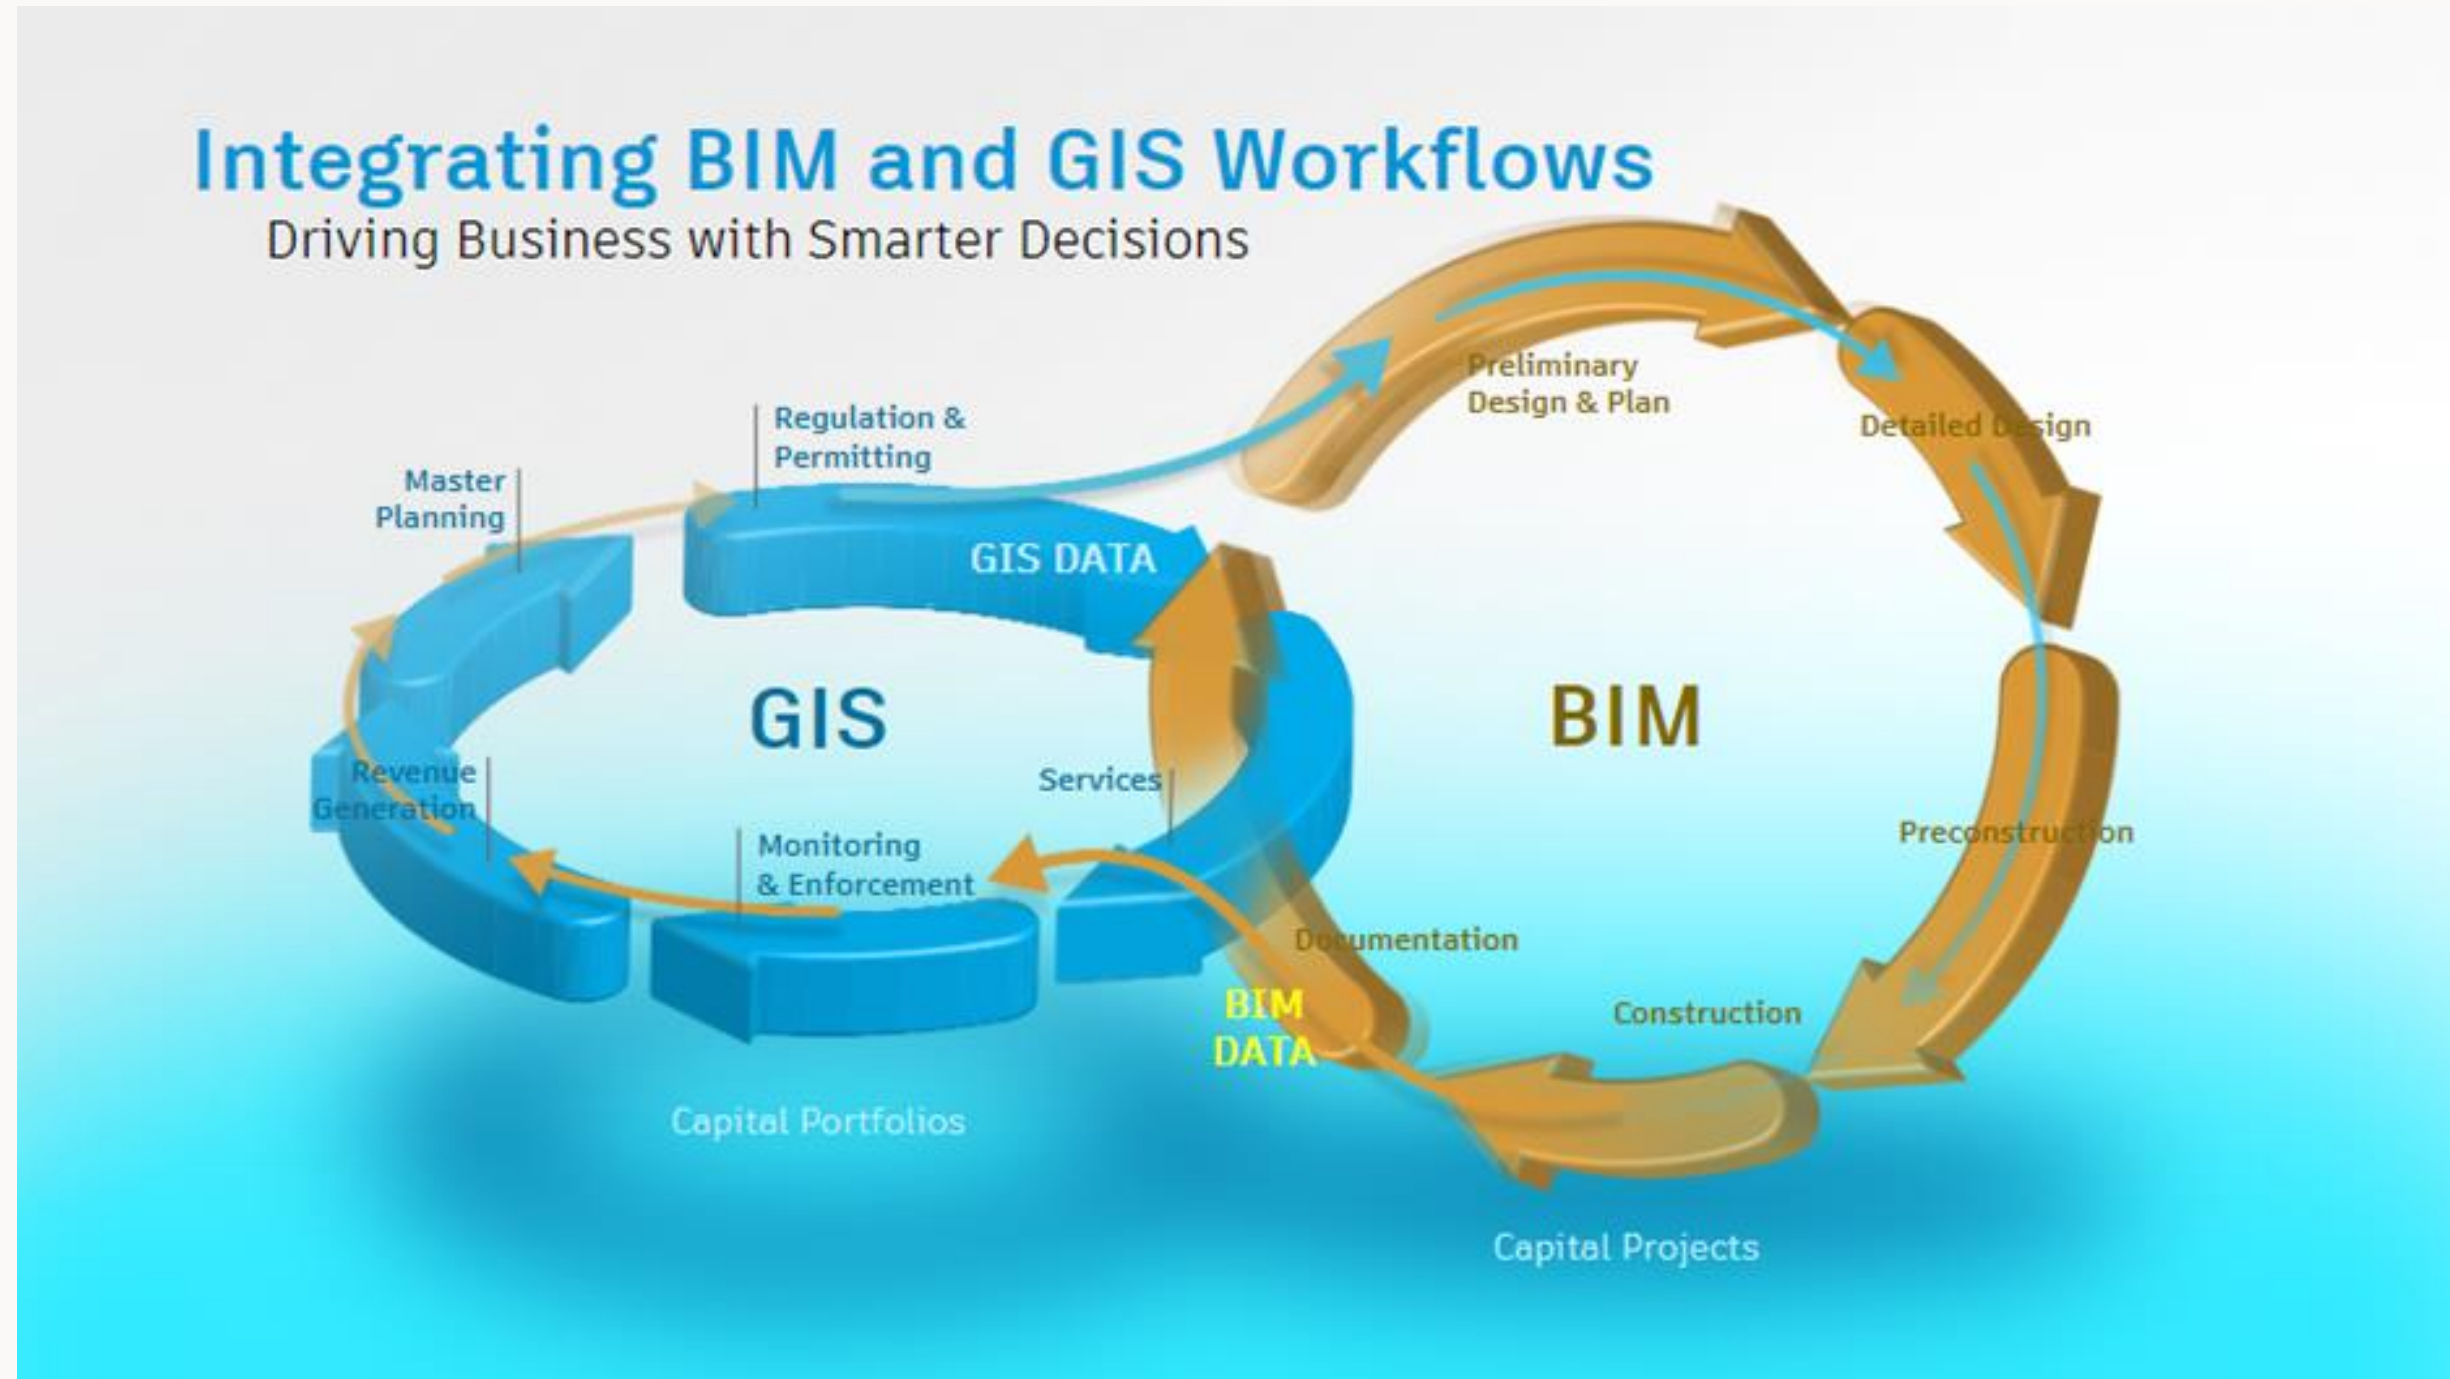 Integrating BIM and GIS Workflows
Driving Business with Smarter Decisions
Preliminary
Design & Plan
Regulation &
Permitting
Detailed Design
Master
Planning
GIS DATA
GIS
BIM
Revenue
Generation
Services
Monitoring
& Enforcement
Preconstruction
Documentation
BIM
DATA
Construction
Capital Portfolios
Capital Projects